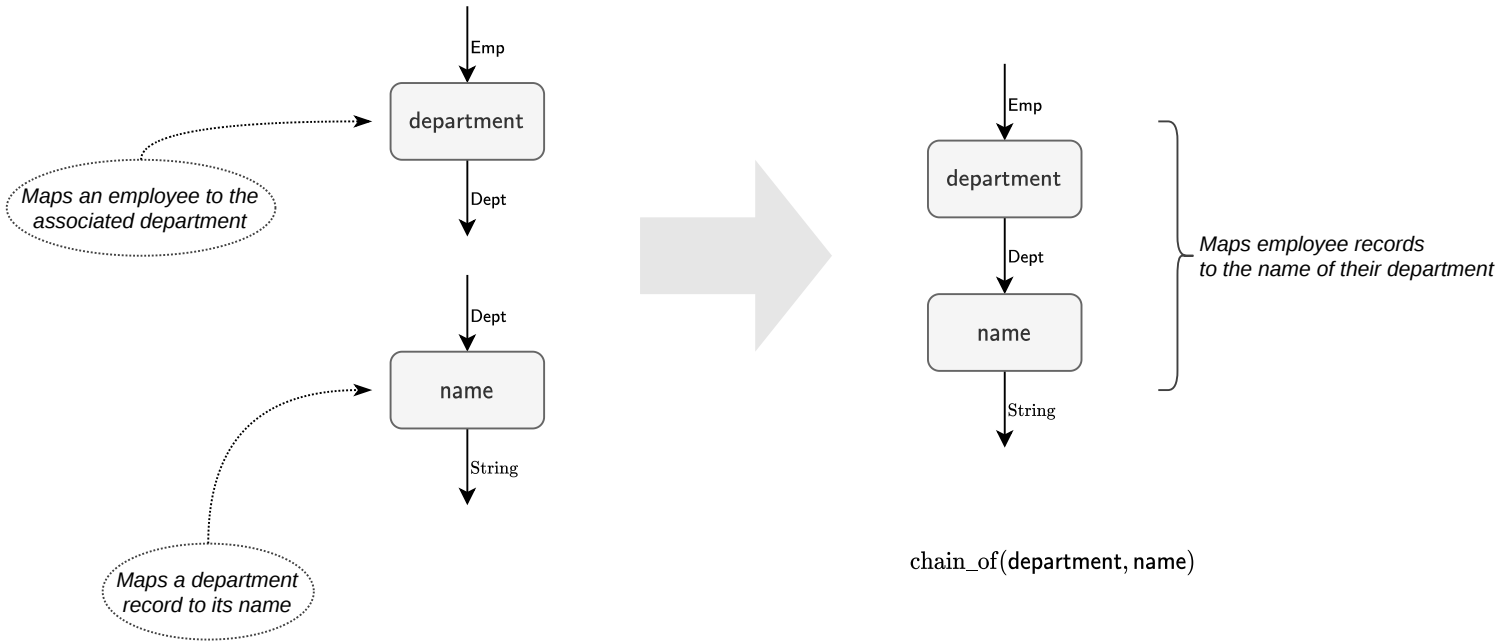 Emp
department
Maps an employee to the
associated department
Dept
Dept
name
String
Maps a department
record to its name
Emp
department
Dept
name
String
Maps employee records
to the name of their department
chain_of(department, name)